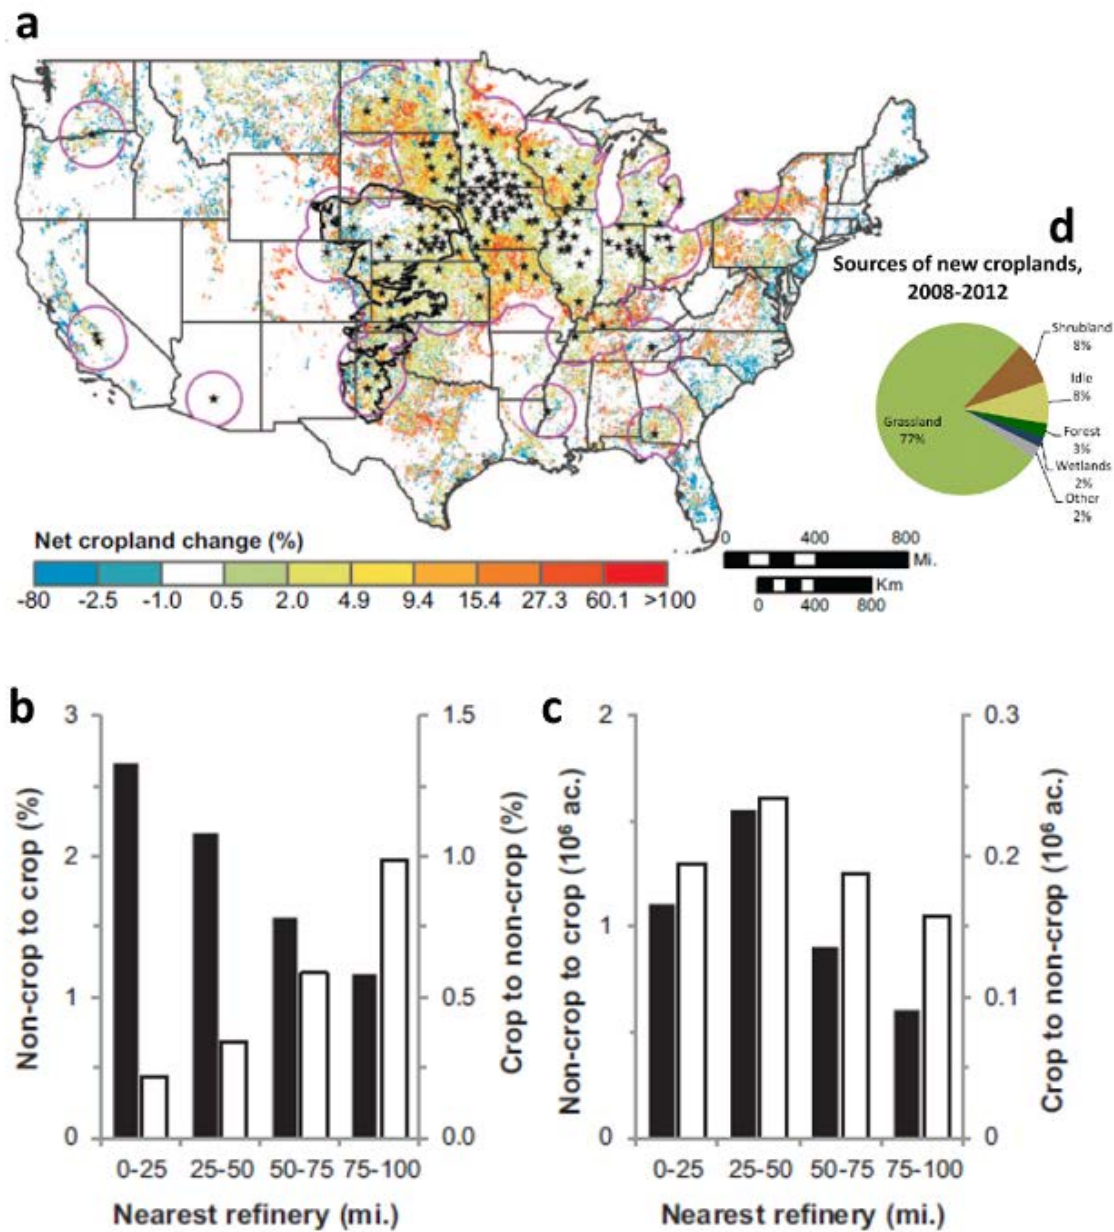 a
d
Sources of new croplands,
2008-2012
Shrubland
8%
Idle
8%
Grassland
77%
Forest
3%
Wetlands
2%
Other
2%
Net cropland change (%)
-80 -2.5 -1.0 0.5 2.0 4.9 9.4 15.4 27.3 60.1 >100
0 400 800
Mi.
Km
0 400 800
b
3 1.5
2 1.0
1 0.5
0 0.0
Non-crop to crop (%)
Crop to non-crop (%)
0-25 25-50 50-75 75-100
Nearest refinery (mi.)
c
2 0.3
0.2
1
0.1
0 0
Non-crop to crop (10⁶ ac.)
Crop to non-crop (10⁶ ac.)
0-25 25-50 50-75 75-100
Nearest refinery (mi.)